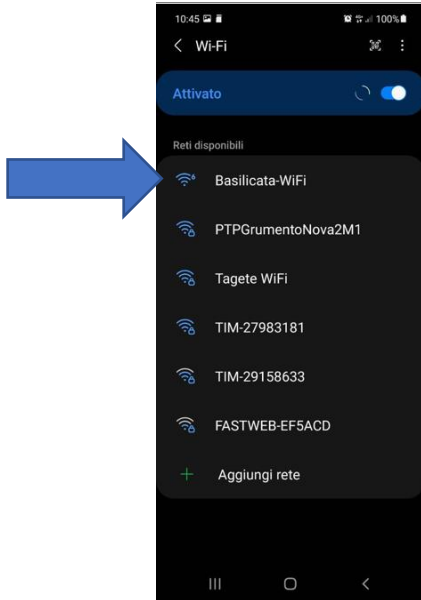 10:45 100%
Wi-Fi
Attivato
Reti disponibili
Basilicata-WiFi
PTPGrumentoNova2M1
Tagete WiFi
TIM-27983181
TIM-29158633
FASTWEB-EF5ACD
Aggiungi rete